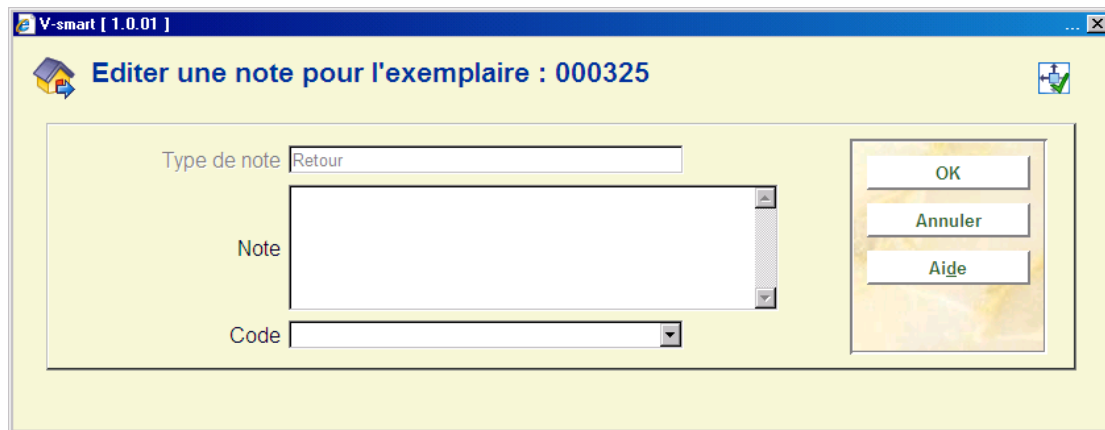 V-smart [ 1.0.01 ]
...
Editer une note pour l'exemplaire : 000325
Type de note Retour
Note
Code
OK
Annuler
Aide